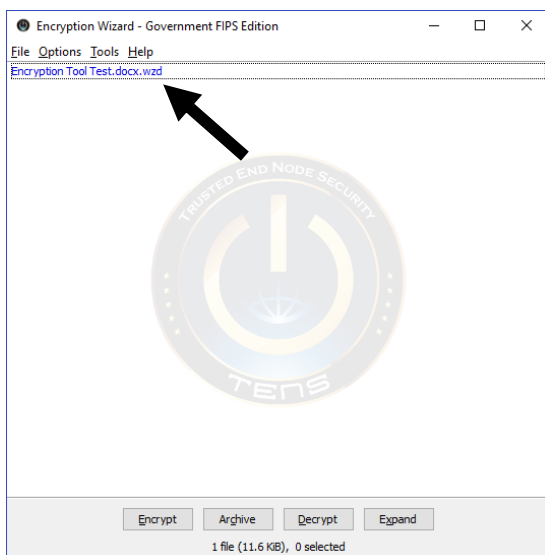 Encryption Wizard - Government FIPS Edition
File Options Tools Help
Encryption Tool Test.docx.wzd
TRUSTED END NODE SECURITY
TENS
Encrypt Archive Decrypt Expand
1 file (11.6 KiB), 0 selected